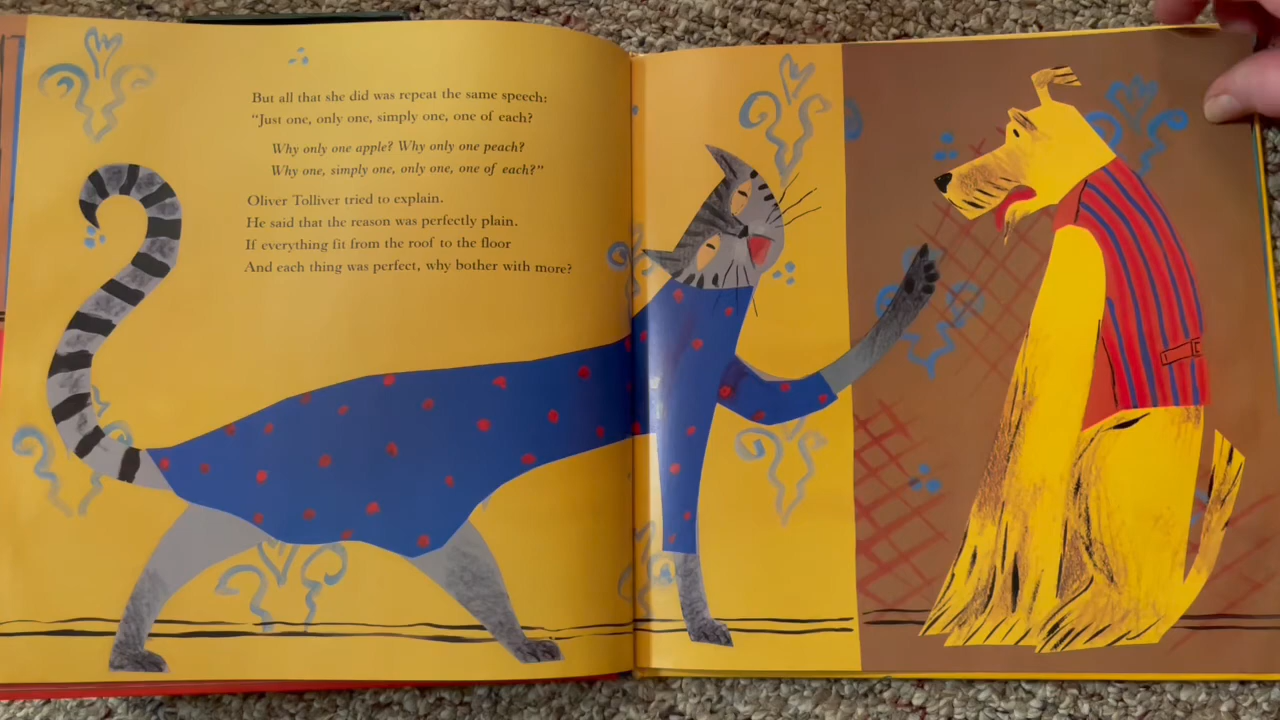 But all that she did was repeat the same speech:
“Just one, only one, simply one, one of each?
Why only one apple? Why only one peach?
Why one, simply one, only one, one of each?”
Oliver Tolliver tried to explain.
He said that the reason was perfectly plain.
If everything fit from the roof to the floor
And each thing was perfect, why bother with more?